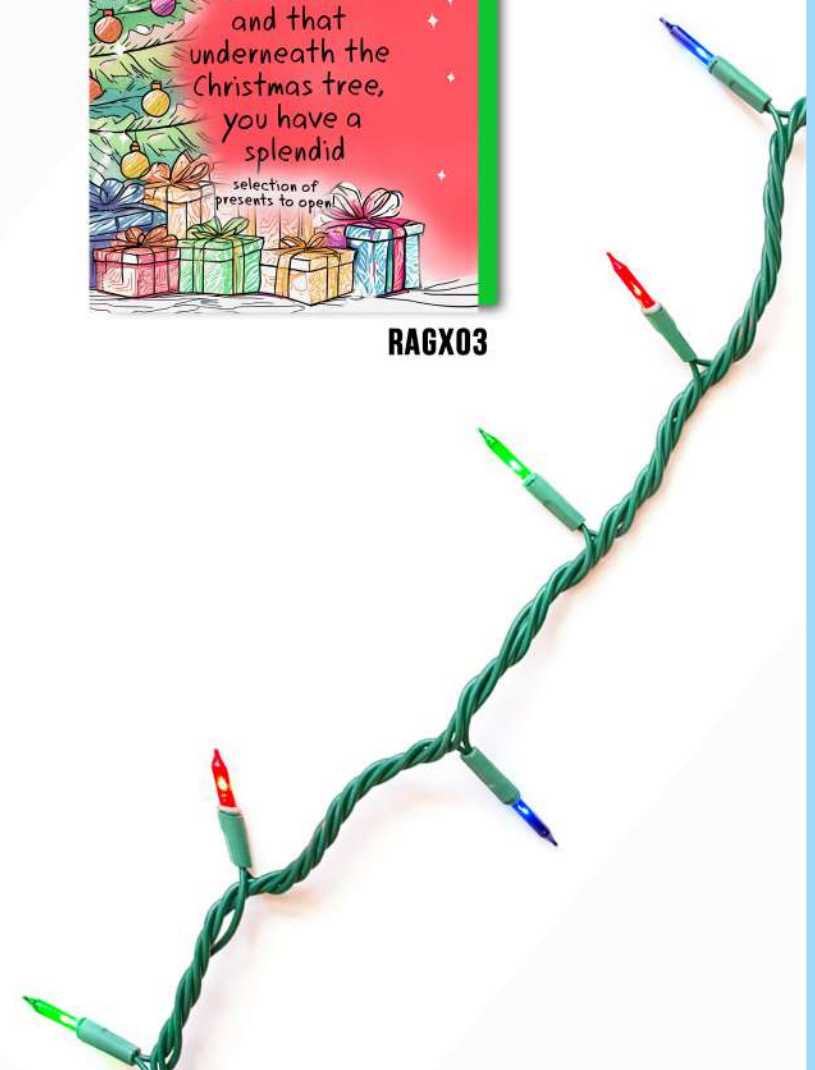 and that
underneath the
Christmas tree,
you have a
splendid
selection of
presents to open!
RAGX03